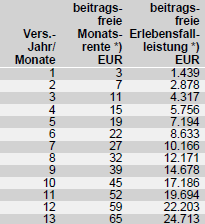 beitrags- beitrags-
freie freie
Vers.- Monats- Erlebensfall-
Jahr/ rente *) leistung *)
Monate EUR EUR
1 3 1.439
2 7 2.878
3 11 4.317
4 15 5.756
5 19 7.194
6 22 8.633
7 27 10.166
8 32 12.171
9 39 14.678
10 45 17.186
11 52 19.694
12 59 22.203
13 65 24.713